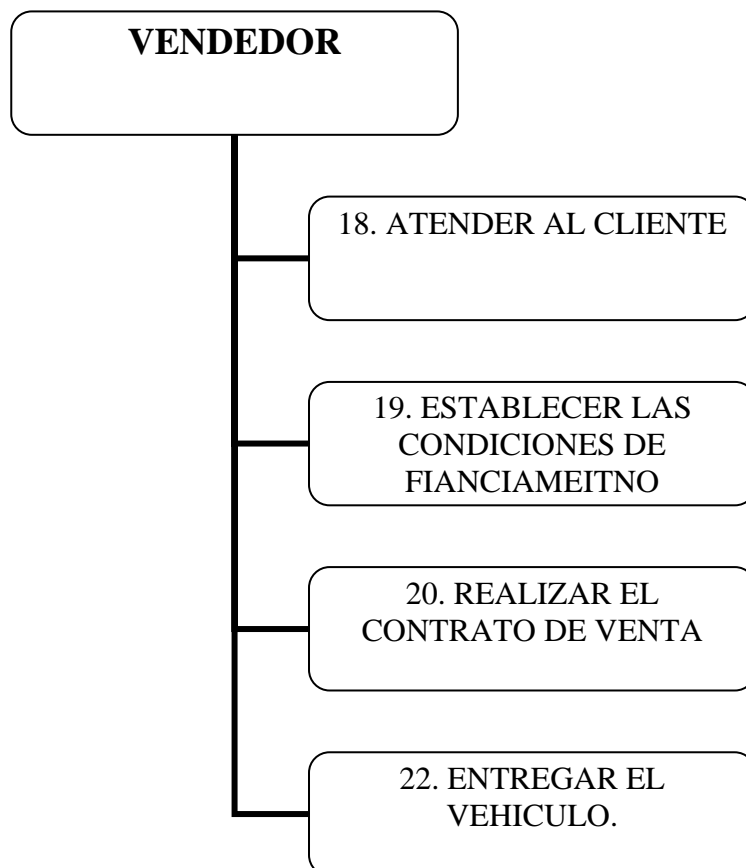 VENDEDOR
18. ATENDER AL CLIENTE
19. ESTABLECER LAS
CONDICIONES DE
FIANCIAMEITNO
20. REALIZAR EL
CONTRATO DE VENTA
22. ENTREGAR EL
VEHICULO.